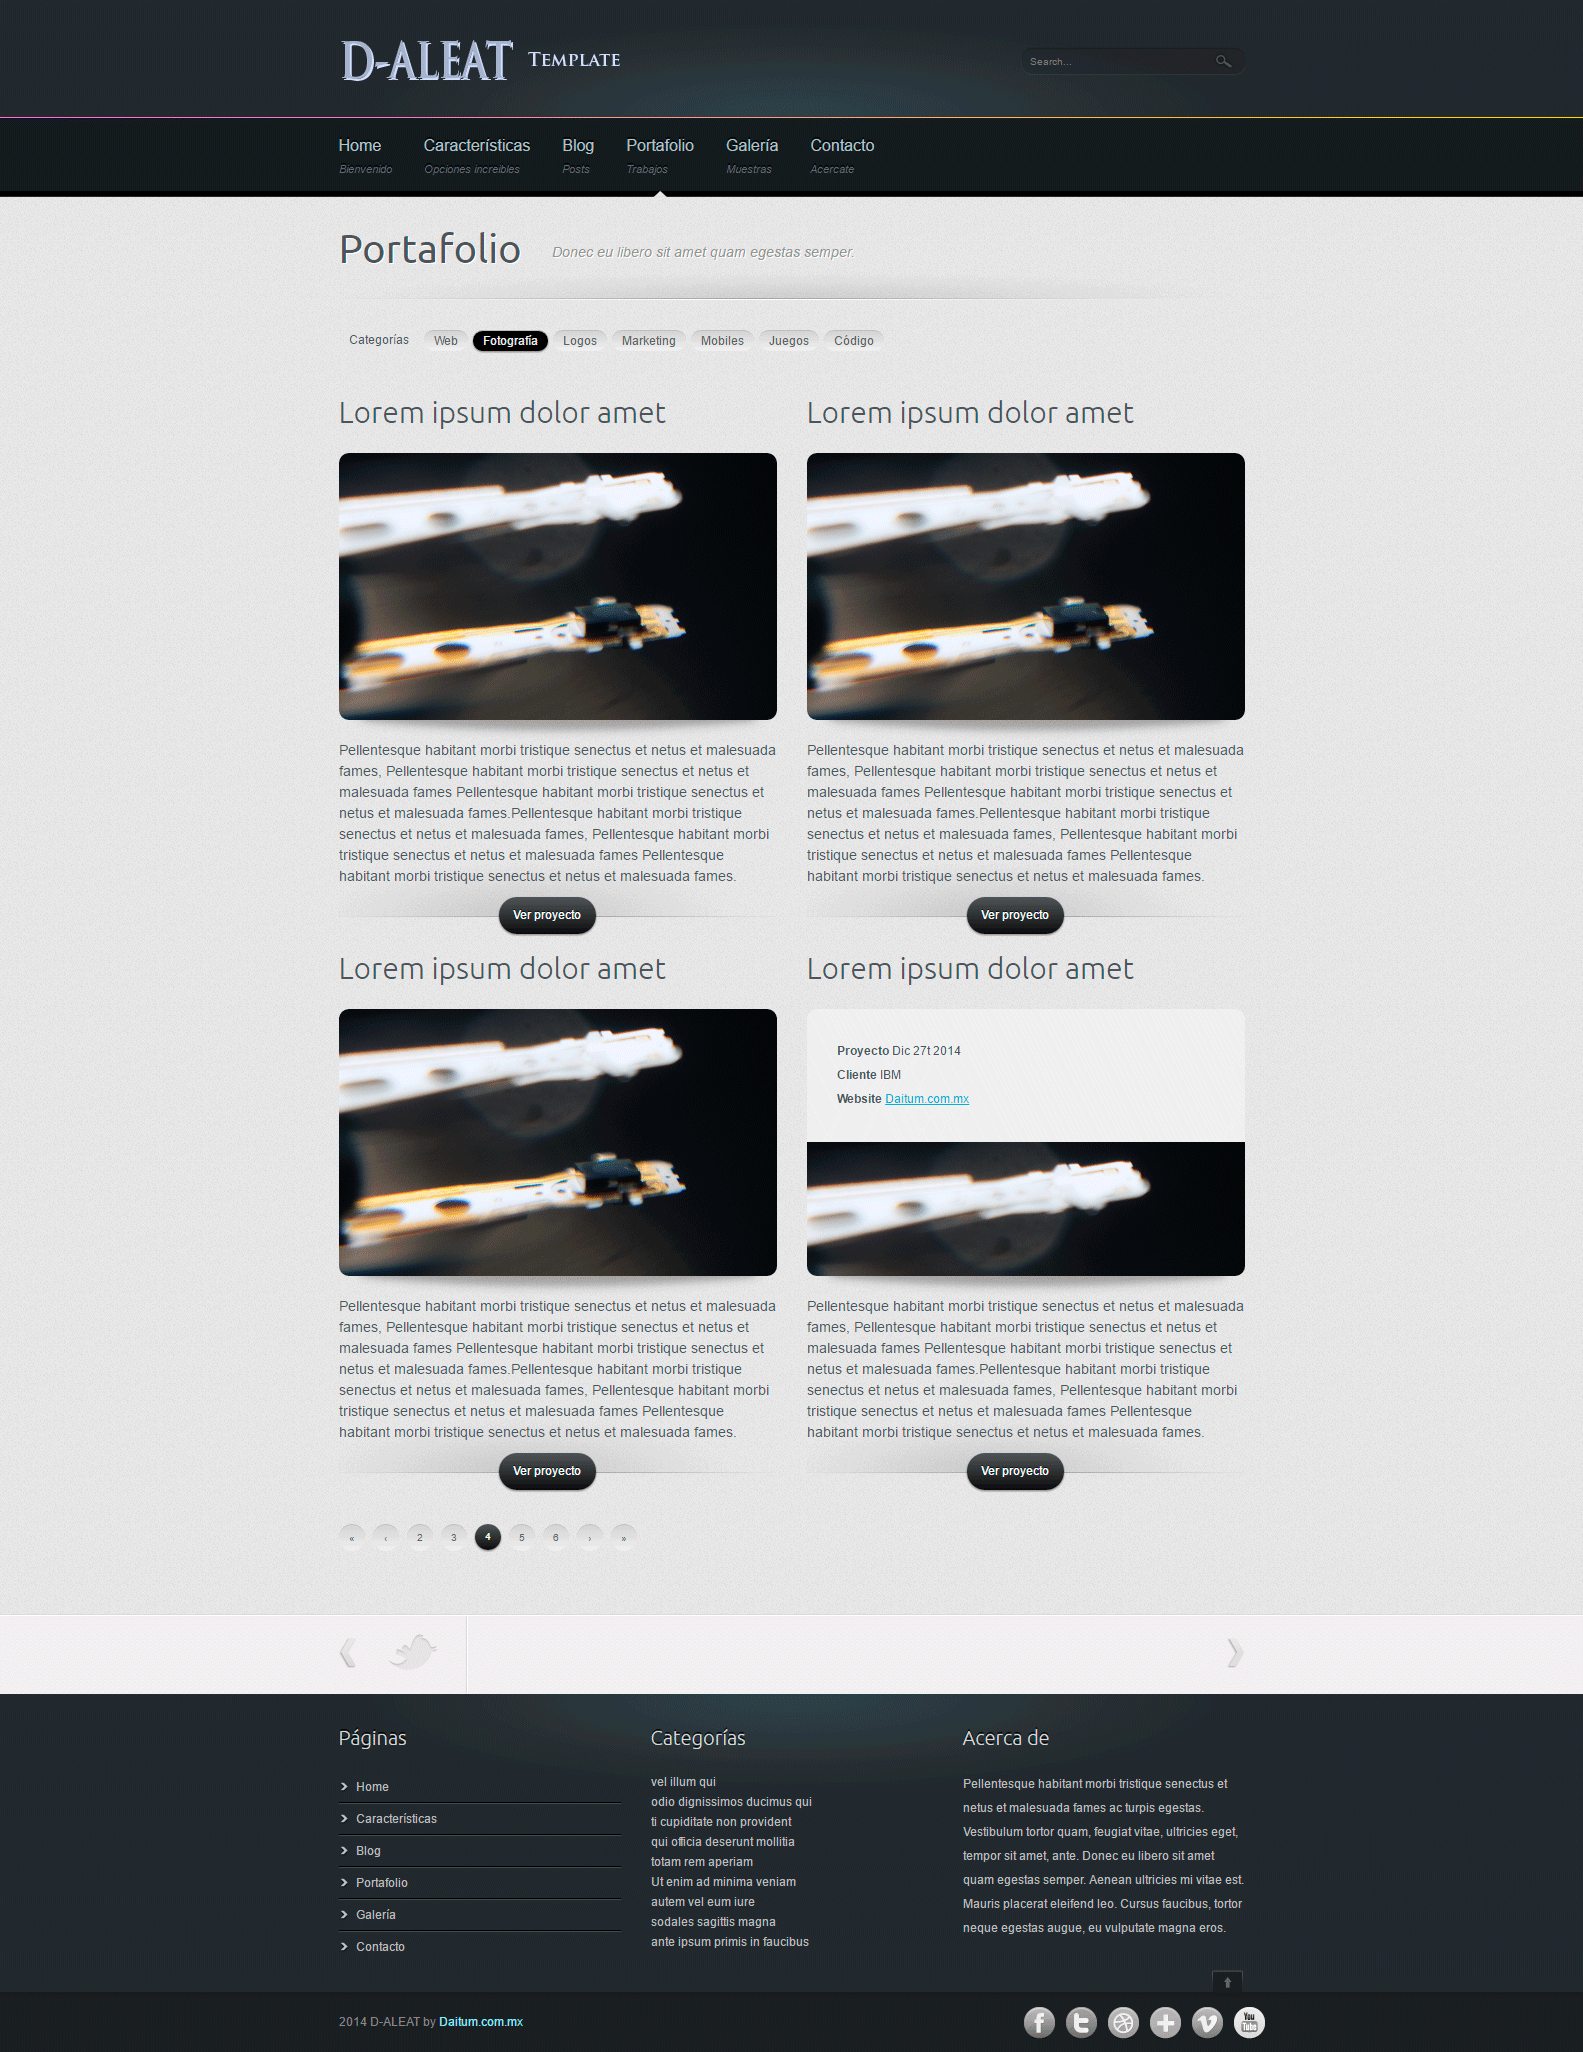 D-ALEAT Template
Search...
Home Características Blog Portafolio Galería Contacto
Bienvenido Opciones increibles Posts Trabajos Muestras Acercate
Portafolio Donec eu libero sit amet quam egestas semper.
Categorías Web Fotografía Logos Marketing Mobiles Juegos Código
Lorem ipsum dolor amet
Pellentesque habitant morbi tristique senectus et netus et malesuada
fames, Pellentesque habitant morbi tristique senectus et netus et
malesuada fames Pellentesque habitant morbi tristique senectus et
netus et malesuada fames.Pellentesque habitant morbi tristique
senectus et netus et malesuada fames, Pellentesque habitant morbi
tristique senectus et netus et malesuada fames Pellentesque
habitant morbi tristique senectus et netus et malesuada fames.
Ver proyecto
Lorem ipsum dolor amet
Pellentesque habitant morbi tristique senectus et netus et malesuada
fames, Pellentesque habitant morbi tristique senectus et netus et
malesuada fames Pellentesque habitant morbi tristique senectus et
netus et malesuada fames.Pellentesque habitant morbi tristique
senectus et netus et malesuada fames, Pellentesque habitant morbi
tristique senectus et netus et malesuada fames Pellentesque
habitant morbi tristique senectus et netus et malesuada fames.
Ver proyecto
Lorem ipsum dolor amet
Pellentesque habitant morbi tristique senectus et netus et malesuada
fames, Pellentesque habitant morbi tristique senectus et netus et
malesuada fames Pellentesque habitant morbi tristique senectus et
netus et malesuada fames.Pellentesque habitant morbi tristique
senectus et netus et malesuada fames, Pellentesque habitant morbi
tristique senectus et netus et malesuada fames Pellentesque
habitant morbi tristique senectus et netus et malesuada fames.
Ver proyecto
Lorem ipsum dolor amet
Proyecto Dic 27t 2014
Cliente IBM
Website Daitum.com.mx
Pellentesque habitant morbi tristique senectus et netus et malesuada
fames, Pellentesque habitant morbi tristique senectus et netus et
malesuada fames Pellentesque habitant morbi tristique senectus et
netus et malesuada fames.Pellentesque habitant morbi tristique
senectus et netus et malesuada fames, Pellentesque habitant morbi
tristique senectus et netus et malesuada fames Pellentesque
habitant morbi tristique senectus et netus et malesuada fames.
Ver proyecto
« ‹ 2 3 4 5 6 › »
Páginas
Home
Características
Blog
Portafolio
Galería
Contacto
Categorías
vel illum qui
odio dignissimos ducimus qui
ti cupiditate non provident
qui officia deserunt mollitia
totam rem aperiam
Ut enim ad minima veniam
autem vel eum iure
sodales sagittis magna
ante ipsum primis in faucibus
Acerca de
Pellentesque habitant morbi tristique senectus et
netus et malesuada fames ac turpis egestas.
Vestibulum tortor quam, feugiat vitae, ultricies eget,
tempor sit amet, ante. Donec eu libero sit amet
quam egestas semper. Aenean ultricies mi vitae est.
Mauris placerat eleifend leo. Cursus faucibus, tortor
neque egestas augue, eu vulputate magna eros.
2014 D-ALEAT by Daitum.com.mx
You
Tube